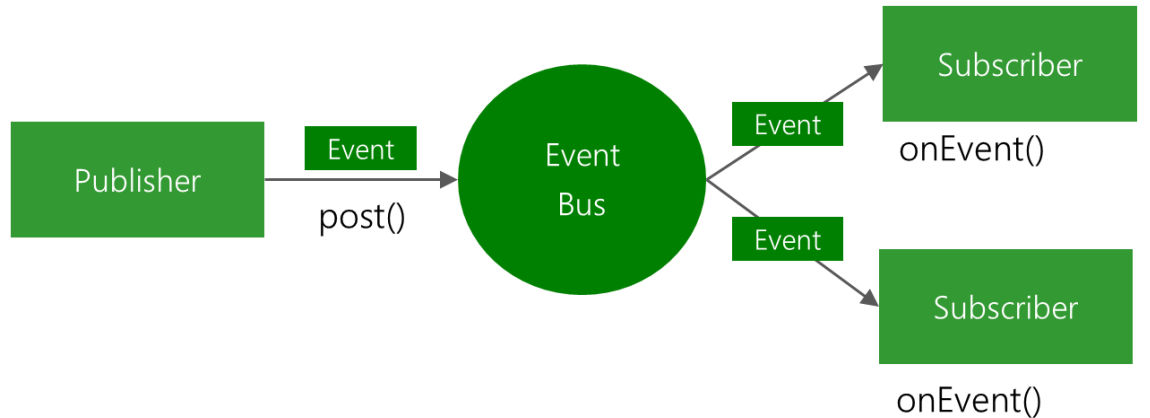 Publisher
Event
post()
Event
Bus
Event
Subscriber
onEvent()
Event
Subscriber
onEvent()